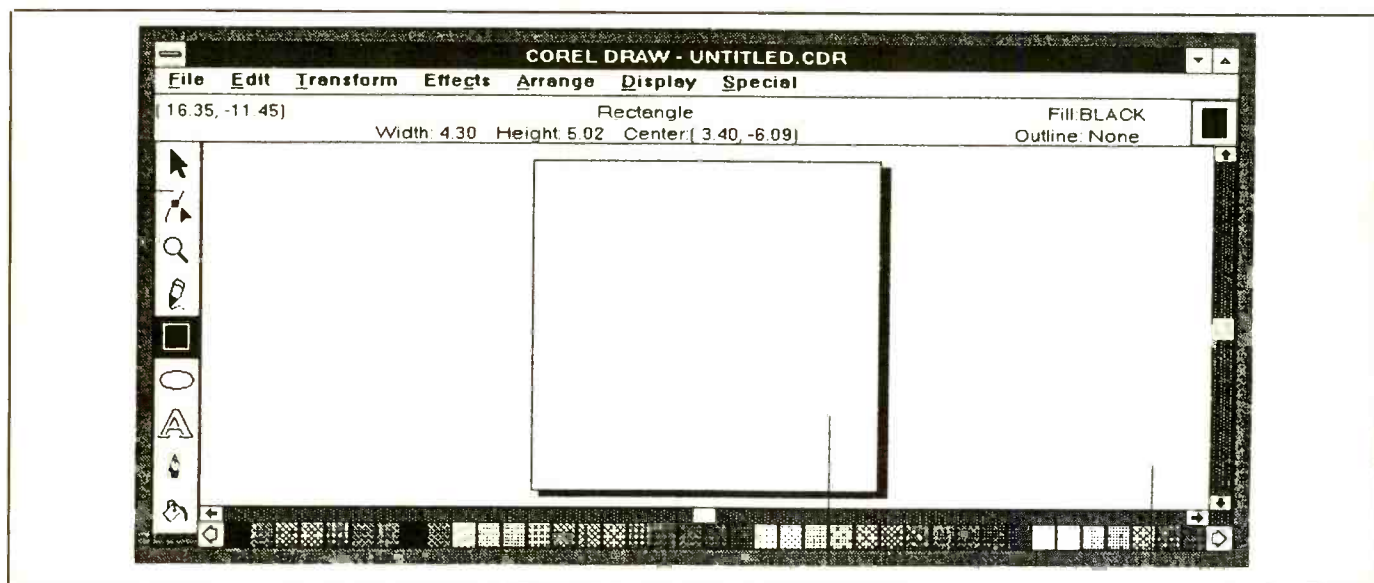 COREL DRAW - UNTITLED.CDR
File Edit Transform Effects Arrange Display Special
( 16.35, -11.45) Rectangle Fill:BLACK
Width: 4.30 Height: 5.02 Center:( 3.40, -6.09) Outline: None